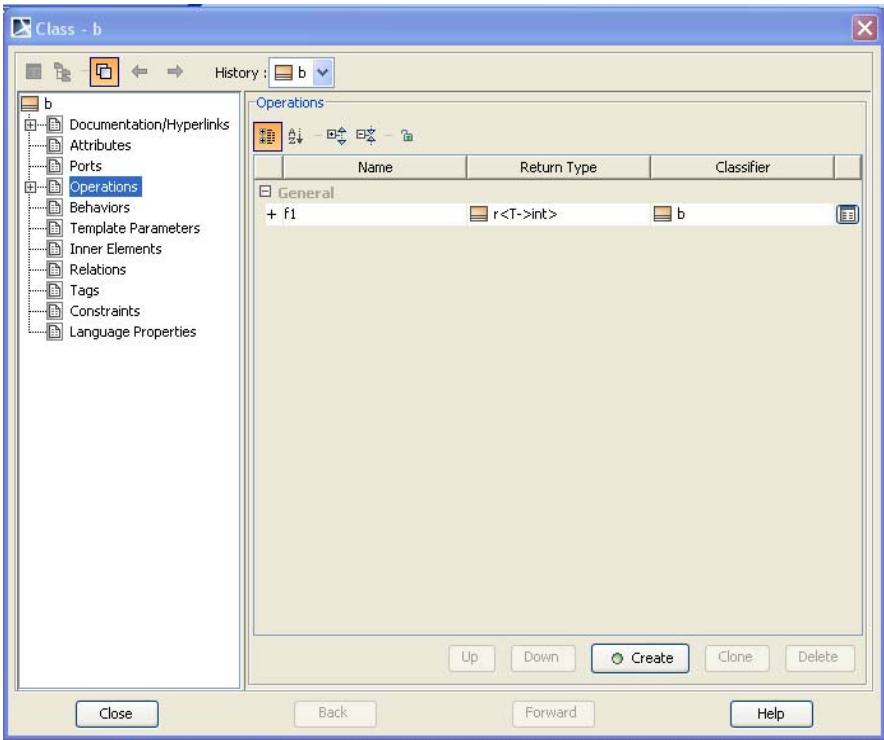 Class - b
History : b
b
Documentation/Hyperlinks
Attributes
Ports
Operations
Behaviors
Template Parameters
Inner Elements
Relations
Tags
Constraints
Language Properties
Operations
Name Return Type Classifier
General
+ f1 r<T->int> b
Up Down Create Clone Delete
Close Back Forward Help